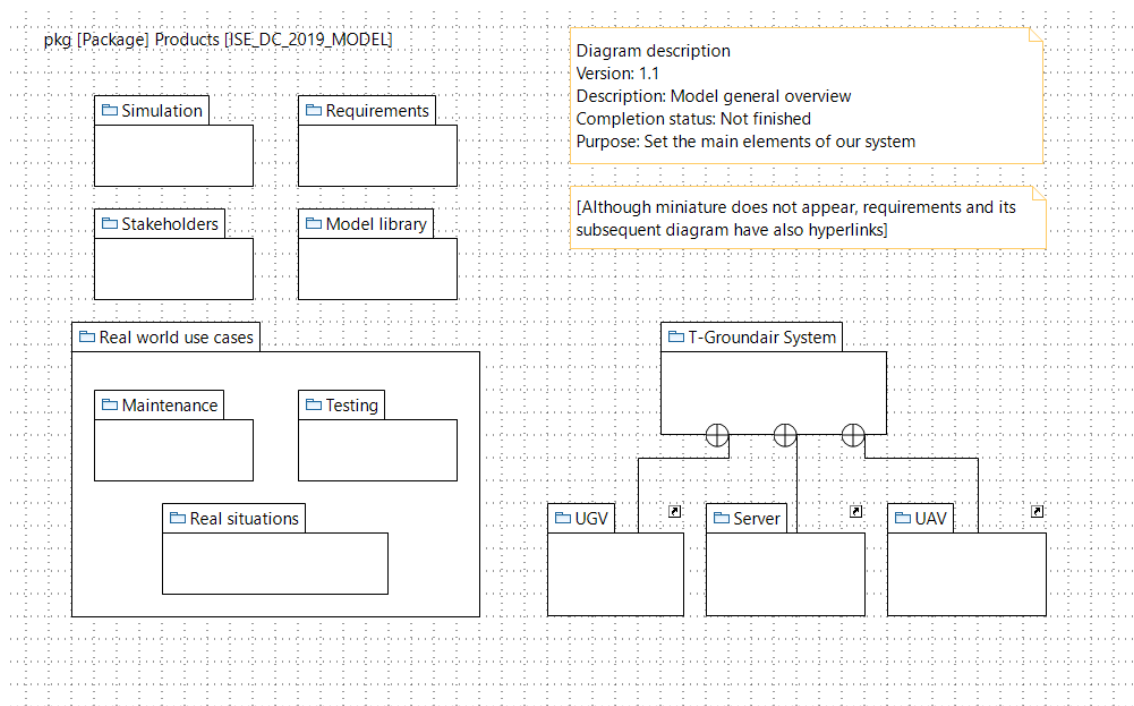 pkg [Package] Products [ISE_DC_2019_MODEL]
Diagram description
Version: 1.1
Description: Model general overview
Completion status: Not finished
Purpose: Set the main elements of our system
Simulation
Requirements
Stakeholders
Model library
[Although miniature does not appear, requirements and its
subsequent diagram have also hyperlinks]
Real world use cases
Maintenance
Testing
Real situations
T-Groundair System
UGV
Server
UAV